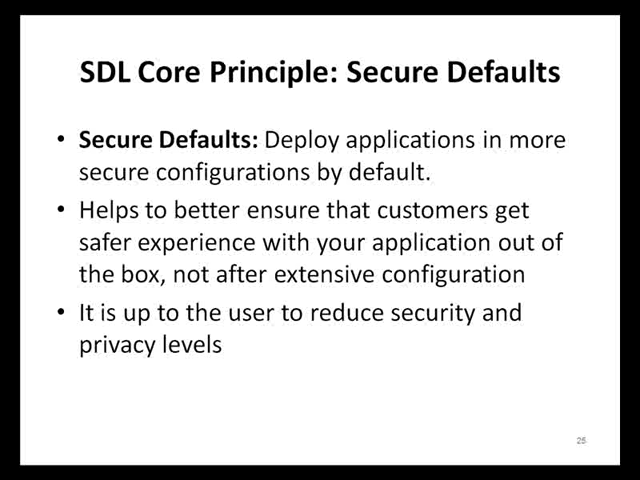 SDL Core Principle: Secure Defaults
• Secure Defaults: Deploy applications in more
secure configurations by default.
• Helps to better ensure that customers get
safer experience with your application out of
the box, not after extensive configuration
• It is up to the user to reduce security and
privacy levels
25